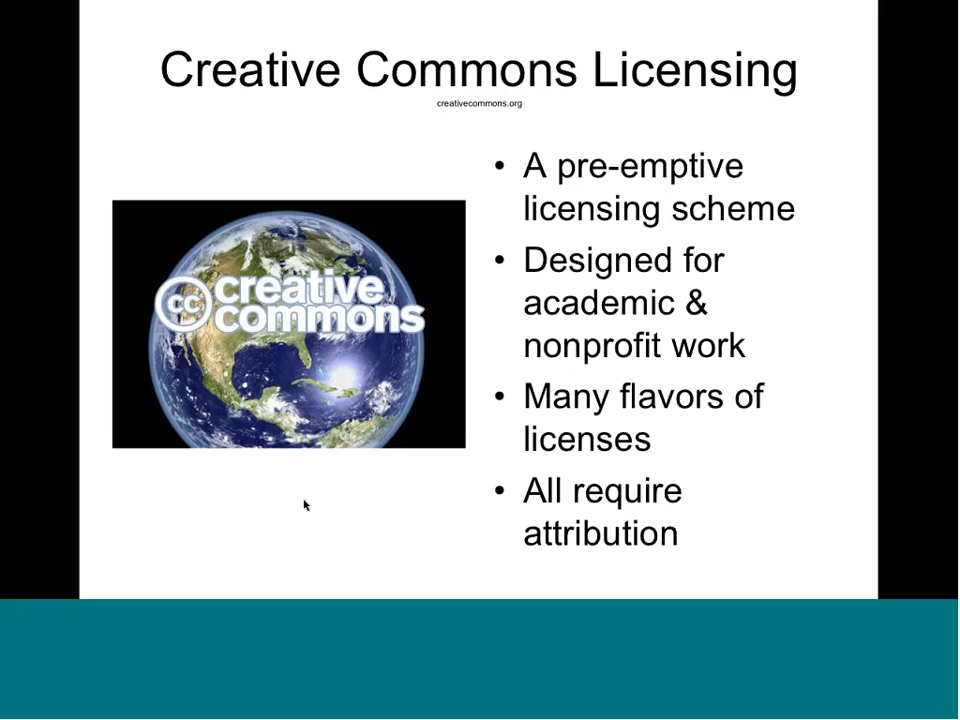 Creative Commons Licensing
creativecommons.org
cc creative
commons
• A pre-emptive
licensing scheme
• Designed for
academic &
nonprofit work
• Many flavors of
licenses
• All require
attribution